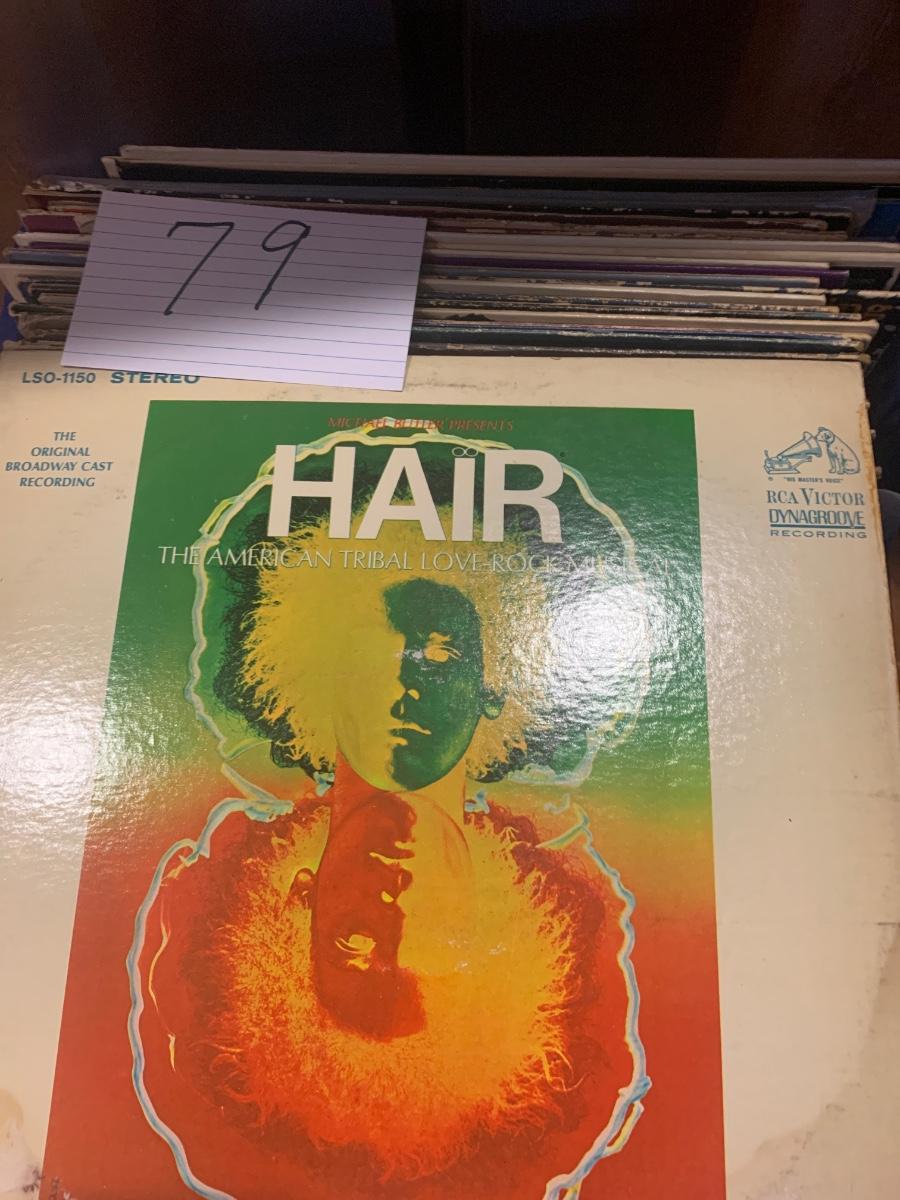 79
LSO-1150 STEREO
THE
ORIGINAL
BROADWAY CAST
RECORDING
MICHAEL BUTLER PRESENTS
HAIR
THE AMERICAN TRIBAL LOVE-ROCK MUSICAL
"HIS MASTER'S VOICE"
RCA VICTOR
DYNAGROOVE
RECORDING